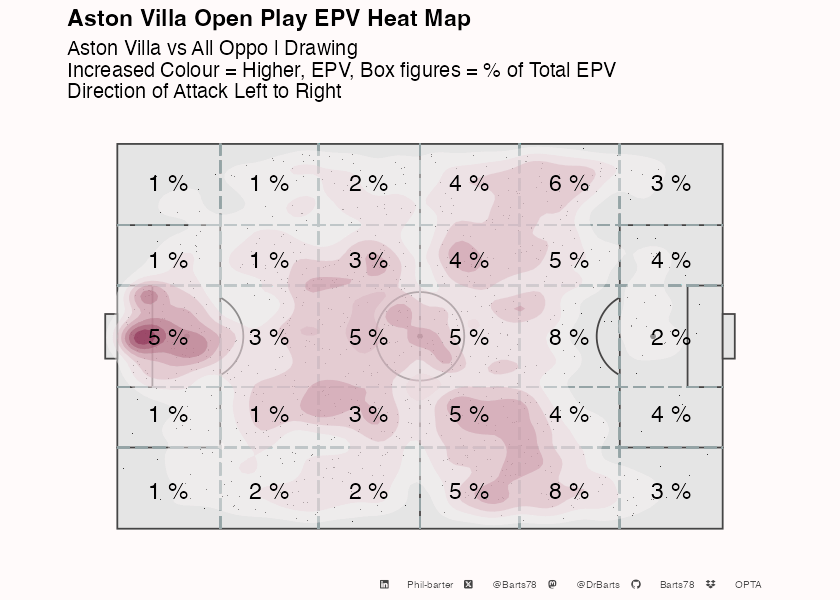 Aston Villa Open Play EPV Heat Map
Aston Villa vs All Oppo l Drawing
Increased Colour = Higher, EPV, Box figures = % of Total EPV
Direction of Attack Left to Right
1 % 1 % 2 % 4 % 6 % 3 %
1 % 1 % 3 % 4 % 5 % 4 %
5 % 3 % 5 % 5 % 8 % 2 %
1 % 1 % 3 % 5 % 4 % 4 %
1 % 2 % 2 % 5 % 8 % 3 %
Phil-barter @Barts78 @DrBarts Barts78 OPTA